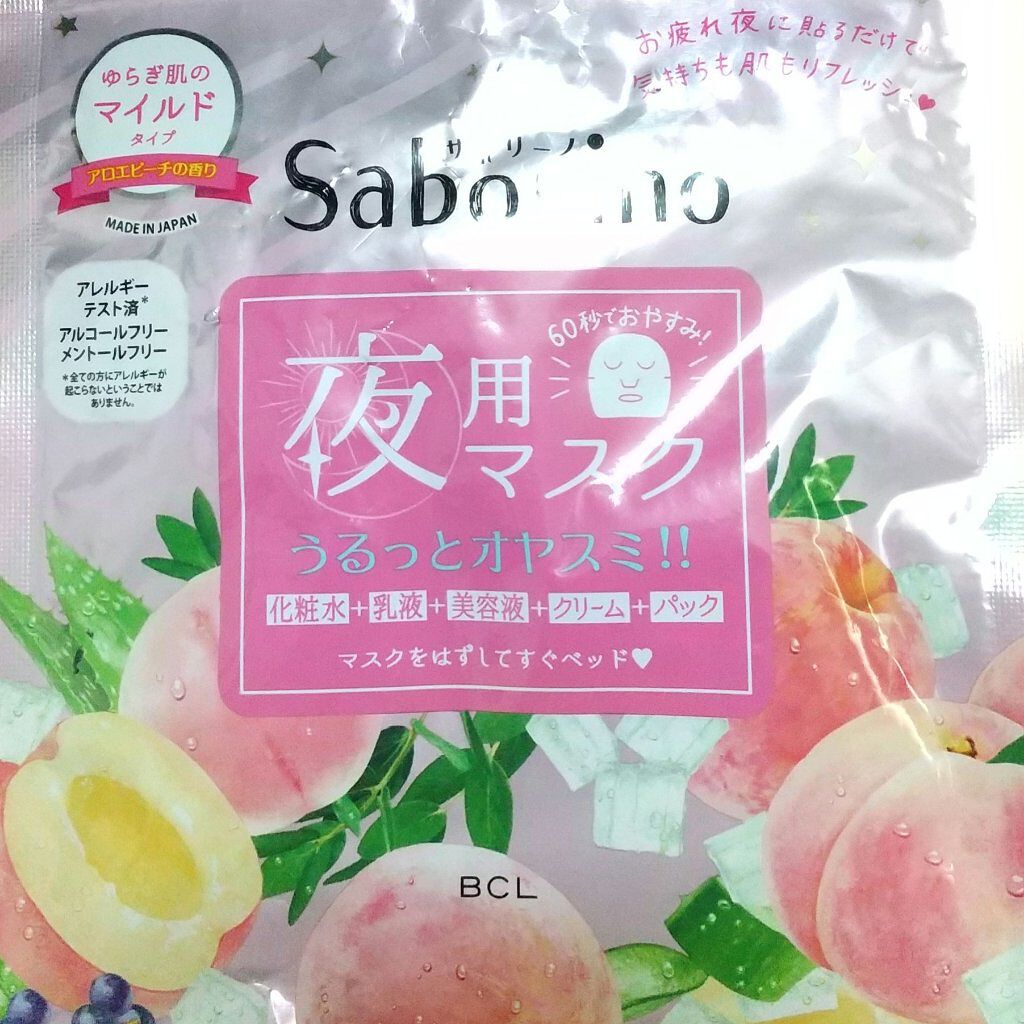 お疲れ夜に貼るだけで
気持ちも肌もリフレッシュ♥
ゆらぎ肌の
マイルド
タイプ
アロエピーチの香り
MADE IN JAPAN
アレルギー
テスト済*
アルコールフリー
メントールフリー
*全ての方にアレルギーが
起こらないということでは
ありません。
60秒でおやすみ!
夜用
マスク
うるっとオヤスミ!!
化粧水+乳液+美容液+クリーム+パック
マスクをはずしてすぐベッド♥
BCL